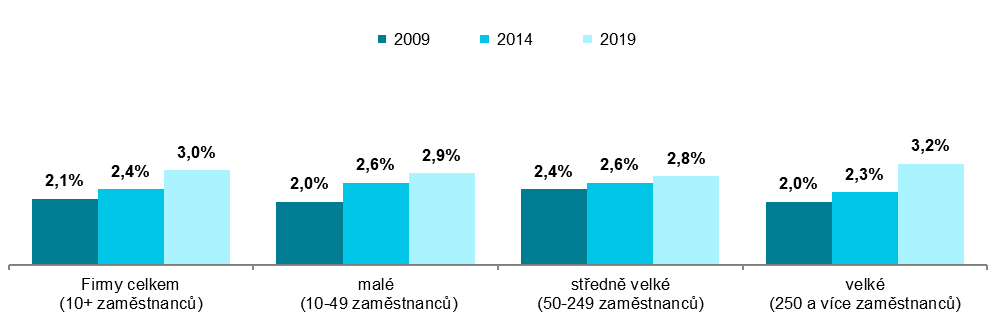 2009 2014 2019
2,1% 2,4% 3,0%
2,0% 2,6% 2,9%
2,4% 2,6% 2,8%
2,0% 2,3% 3,2%
Firmy celkem
(10+ zaměstnanců)
malé
(10-49 zaměstnanců)
středně velké
(50-249 zaměstnanců)
velké
(250 a více zaměstnanců)